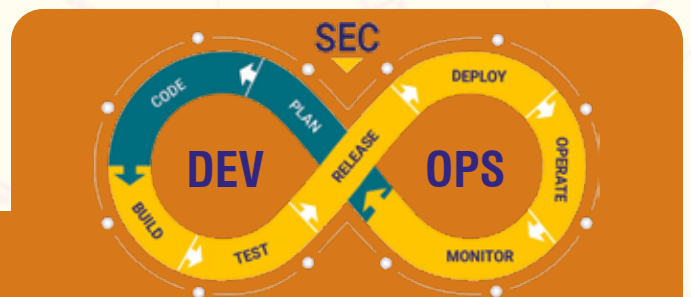 SEC
DEV
OPS
PLAN
CODE
BUILD
TEST
RELEASE
DEPLOY
OPERATE
MONITOR